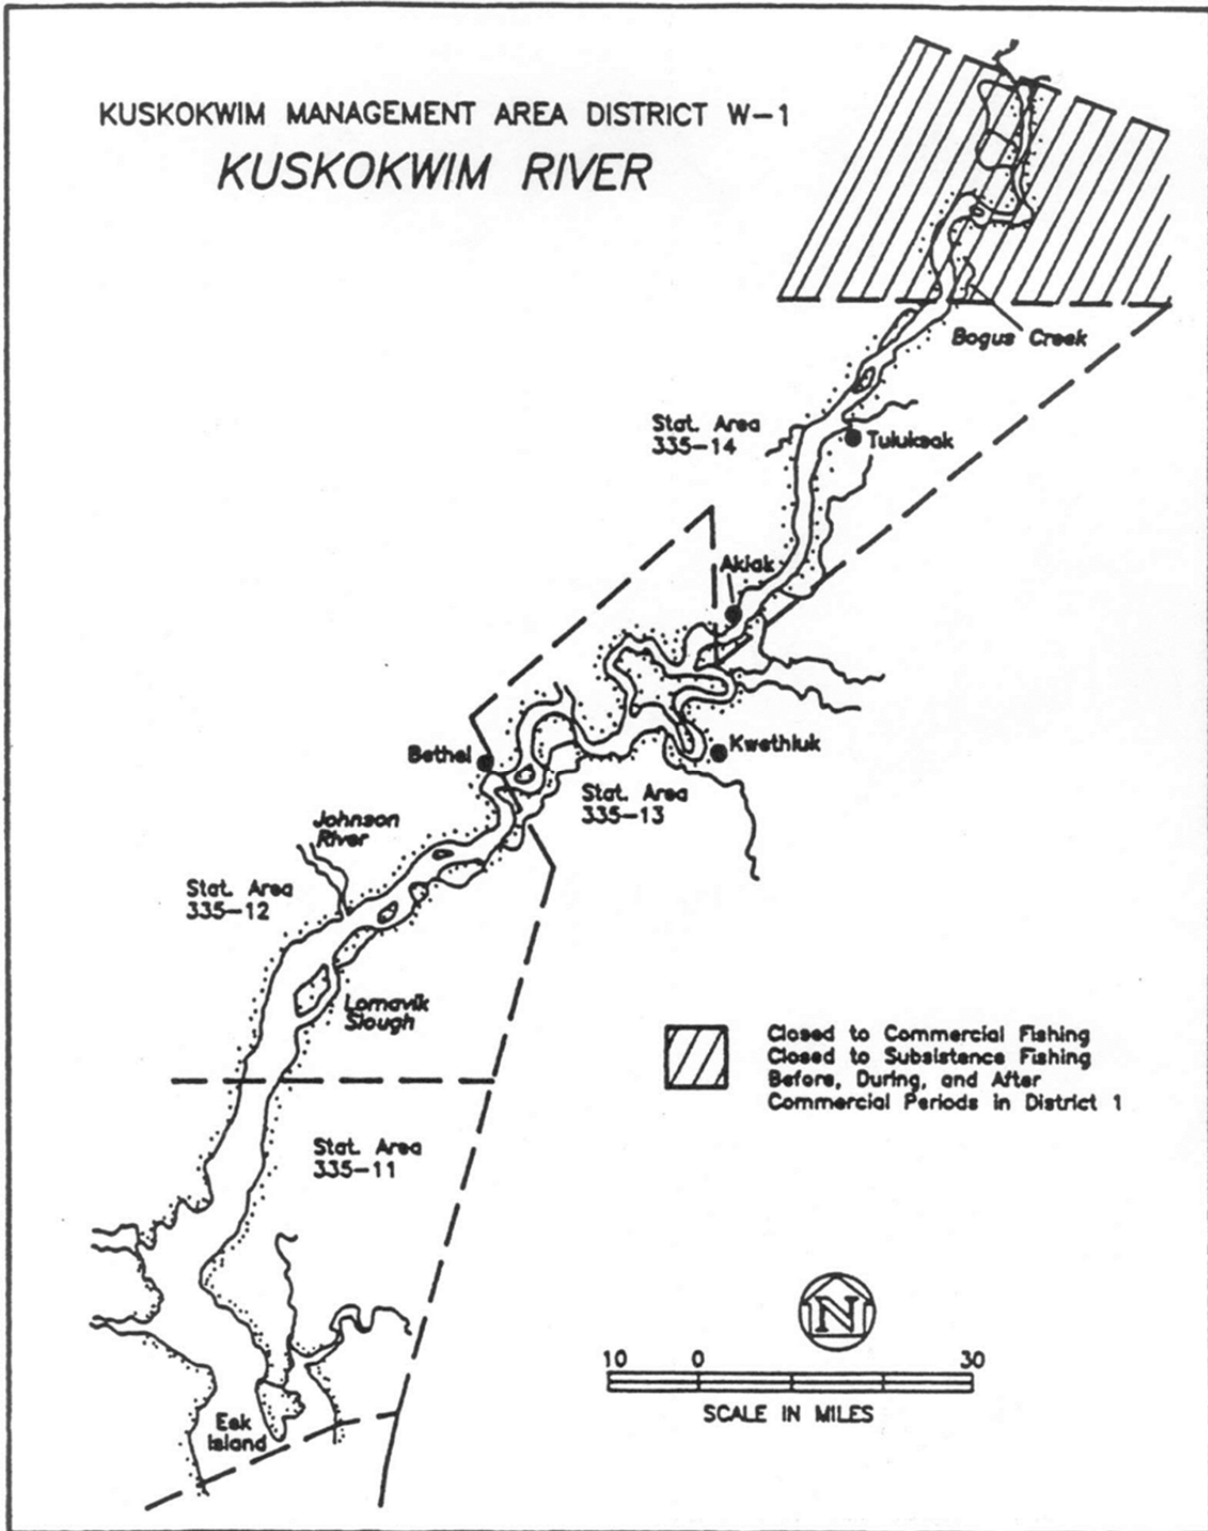 KUSKOKWIM MANAGEMENT AREA DISTRICT W-1
KUSKOKWIM RIVER
Bogus Creek
Stat. Area
335-14
Tuluksak
Akiak
Bethel
Kwethluk
Stat. Area
335-13
Johnson
River
Stat. Area
335-12
Lomavik
Slough
Closed to Commercial Fishing
Closed to Subsistence Fishing
Before, During, and After
Commercial Periods in District 1
Stat. Area
335-11
N
10 0 30
SCALE IN MILES
Eek
Island